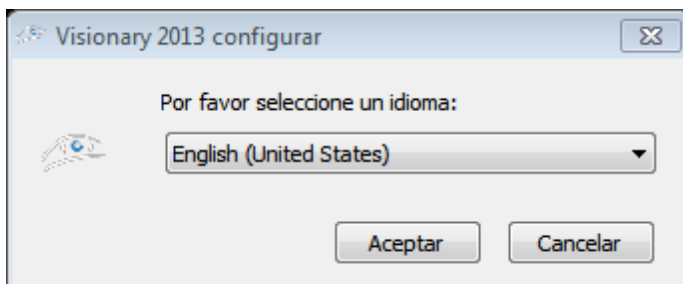 Visionary 2013 configurar
Por favor seleccione un idioma:
English (United States)
Aceptar
Cancelar